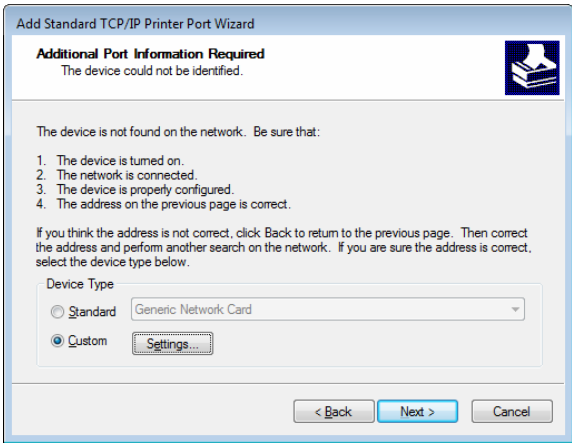 Add Standard TCP/IP Printer Port Wizard
Additional Port Information Required
The device could not be identified.
The device is not found on the network.  Be sure that:
1.  The device is turned on.
2.  The network is connected.
3.  The device is properly configured.
4.  The address on the previous page is correct.
If you think the address is not correct, click Back to return to the previous page.  Then correct
the address and perform another search on the network.  If you are sure the address is correct,
select the device type below.
Device Type
Standard
Generic Network Card
Custom
Settings...
< Back
Next >
Cancel